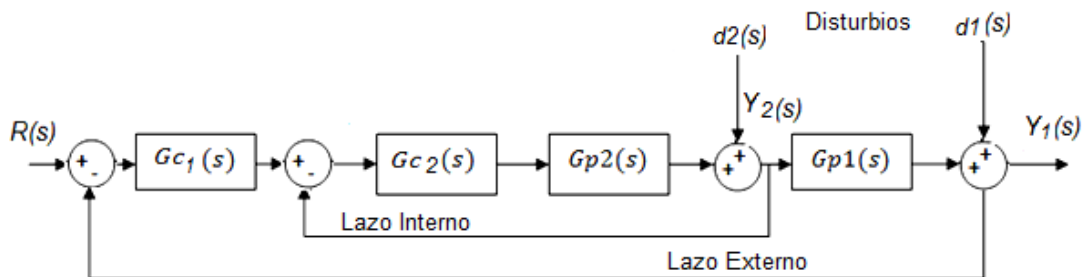 Disturbios
d2(s)
d1(s)
Y2(s)
R(s)
Y1(s)
+
-
Gc1(s)
+
-
Gc2(s)
Gp2(s)
+
+
Gp1(s)
+
+
Lazo Interno
Lazo Externo